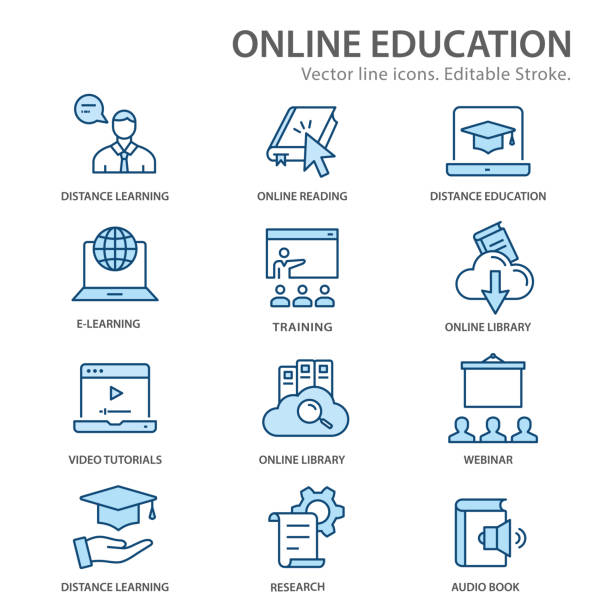 ONLINE EDUCATION
Vector line icons. Editable Stroke.
DISTANCE LEARNING
ONLINE READING
DISTANCE EDUCATION
E-LEARNING
TRAINING
ONLINE LIBRARY
VIDEO TUTORIALS
ONLINE LIBRARY
WEBINAR
DISTANCE LEARNING
RESEARCH
AUDIO BOOK